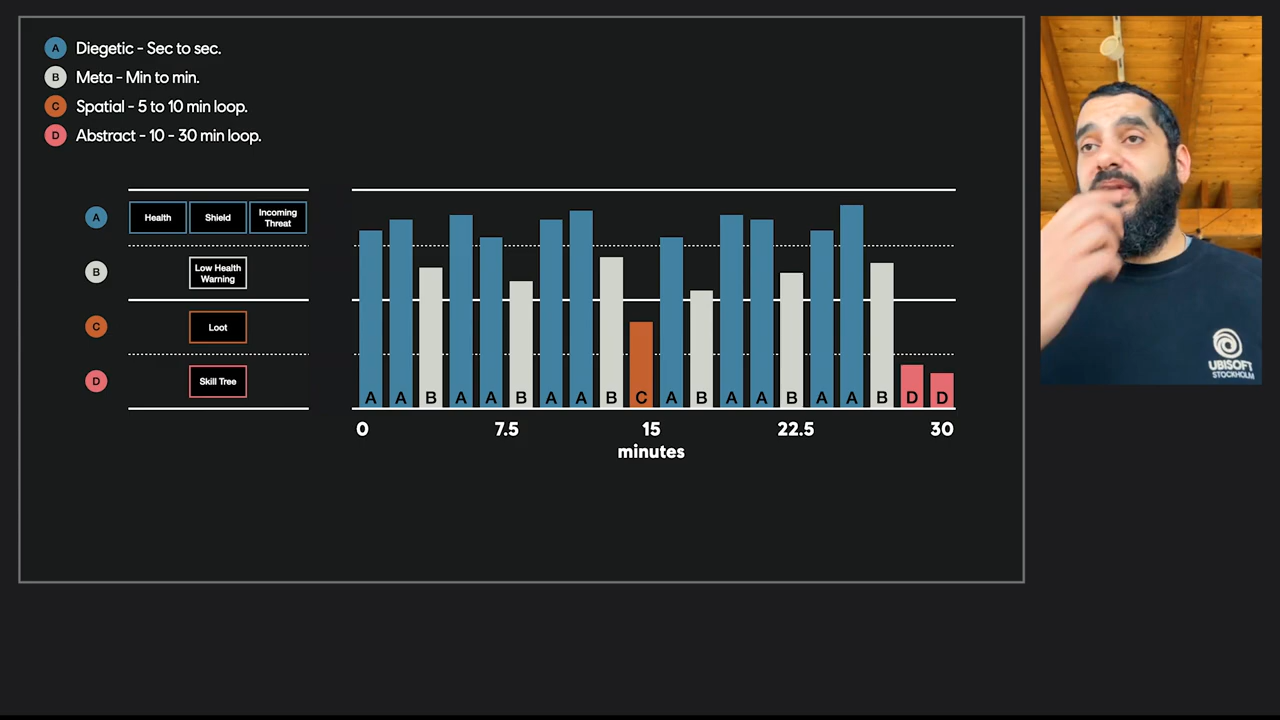 A Diegetic - Sec to sec.
B Meta - Min to min.
C Spatial - 5 to 10 min loop.
D Abstract - 10 - 30 min loop.
A Health Shield Incoming Threat
B Low Health Warning
C Loot
D Skill Tree
A A B A A B A A B C A B A A B A A B D D
0 7.5 15 22.5 30
minutes
UBISOFT
STOCKHOLM